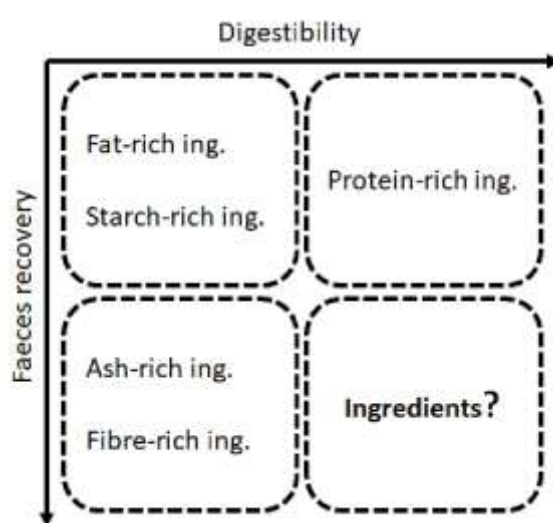 Digestibility
Faeces recovery
Fat-rich ing.
Starch-rich ing.
Protein-rich ing.
Ash-rich ing.
Fibre-rich ing.
Ingredients?